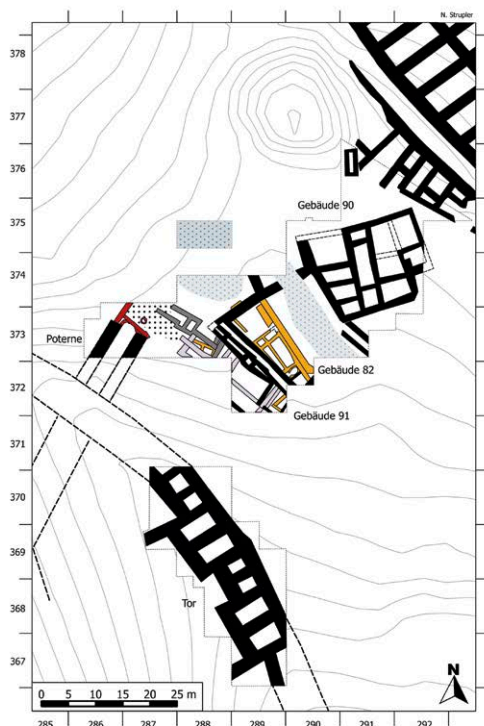 N. Strupler
378
377
376
Gebäude 90
375
374
373
Poterne
Gebäude 82
372
Gebäude 91
371
370
369
Tor
368
367
N
0 5 10 15 20 25 m
285 286 287 288 289 290 291 292